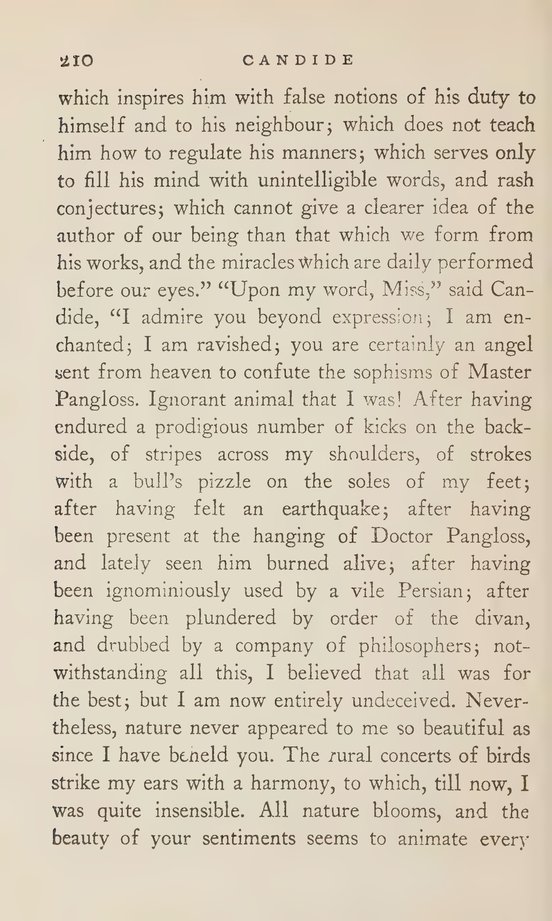 210 CANDIDE
which inspires him with false notions of his duty to
himself and to his neighbour; which does not teach
him how to regulate his manners; which serves only
to fill his mind with unintelligible words, and rash
conjectures; which cannot give a clearer idea of the
author of our being than that which we form from
his works, and the miracles which are daily performed
before our eyes.” “Upon my word, Miss,” said Can-
dide, “I admire you beyond expression; I am en-
chanted; I am ravished; you are certainly an angel
sent from heaven to confute the sophisms of Master
Pangloss. Ignorant animal that I was! After having
endured a prodigious number of kicks on the back-
side, of stripes across my shoulders, of strokes
with a bull’s pizzle on the soles of my feet;
after having felt an earthquake; after having
been present at the hanging of Doctor Pangloss,
and lately seen him burned alive; after having
been ignominiously used by a vile Persian; after
having been plundered by order of the divan,
and drubbed by a company of philosophers; not-
withstanding all this, I believed that all was for
the best; but I am now entirely undeceived. Never-
theless, nature never appeared to me so beautiful as
since I have beheld you. The rural concerts of birds
strike my ears with a harmony, to which, till now, I
was quite insensible. All nature blooms, and the
beauty of your sentiments seems to animate every